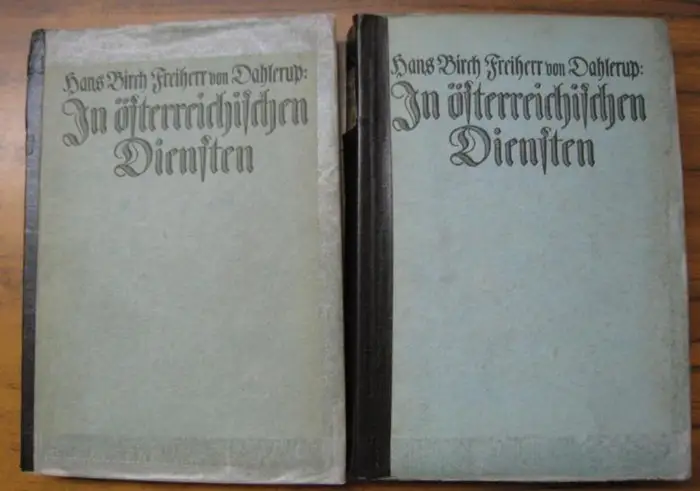 Hans Birch Freiherr von Dahlerup:
In öſterreichiſchen
Dienſten
Hans Birch Freiherr von Dahlerup:
In öſterreichiſchen
Dienſten